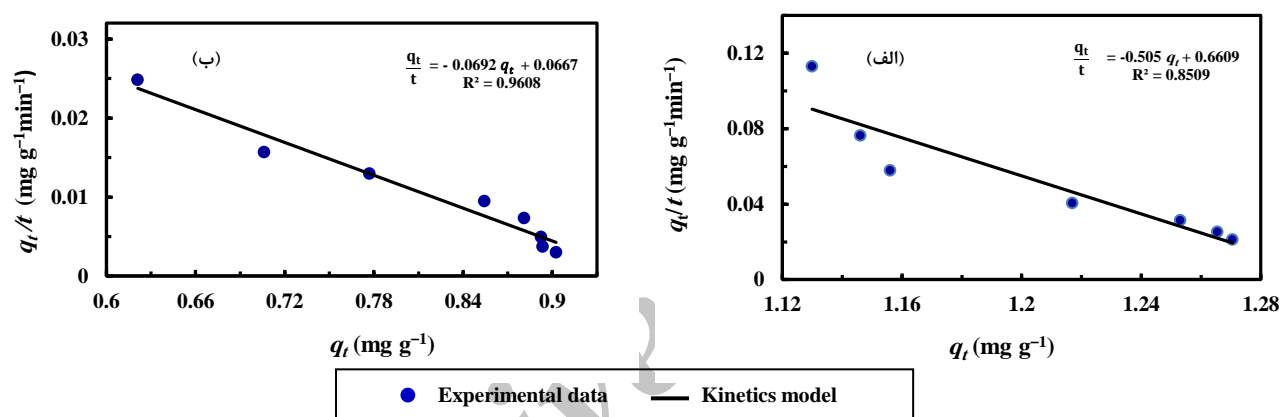 (ب)
qt/t = - 0.0692 qt + 0.0667
R² = 0.9608
qt/t (mg g⁻¹min⁻¹)
0.03
0.02
0.01
0
0.6 0.66 0.72 0.78 0.84 0.9
qt (mg g⁻¹)
(الف)
qt/t = -0.505 qt + 0.6609
R² = 0.8509
qt/t (mg g⁻¹min⁻¹)
0.12
0.08
0.04
0
1.12 1.16 1.2 1.24 1.28
qt (mg g⁻¹)
Experimental data Kinetics model